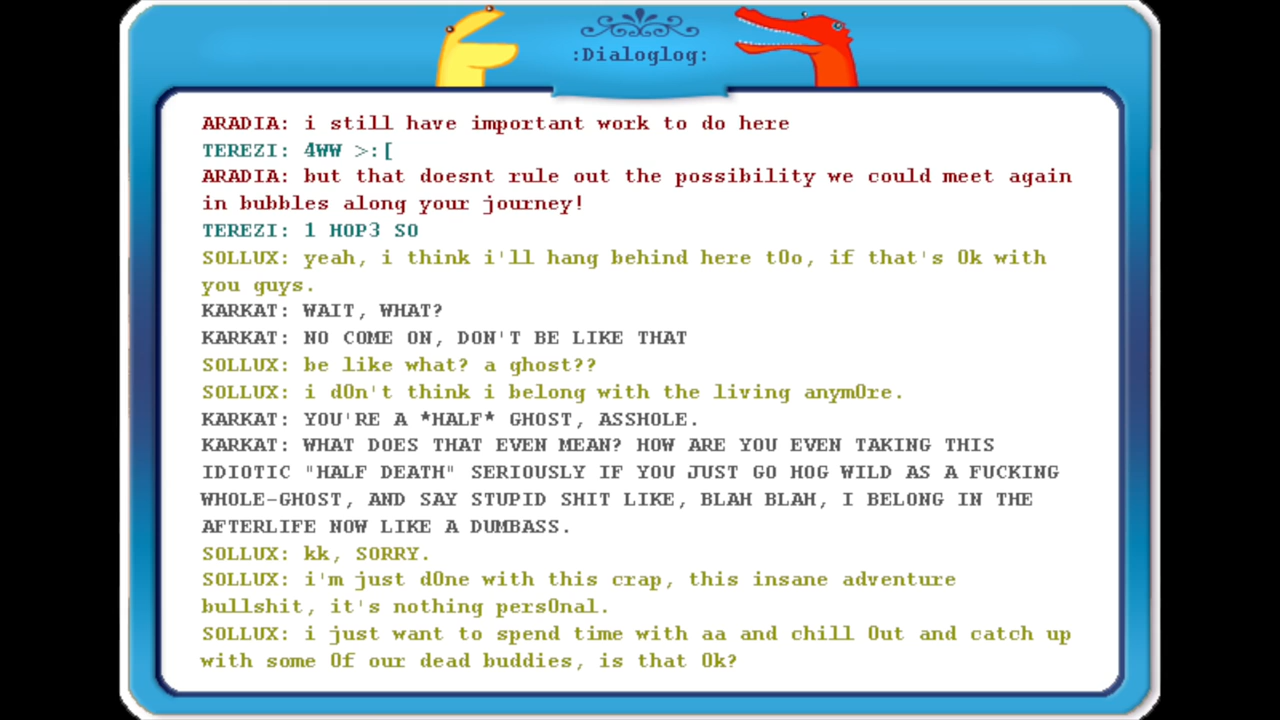 :Dialoglog:
ARADIA: i still have important work to do here
TEREZI: 4WW >:[
ARADIA: but that doesnt rule out the possibility we could meet again
in bubbles along your journey!
TEREZI: 1 HOP3 SO
SOLLUX: yeah, i think i'll hang behind here t0o, if that's 0k with
you guys.
KARKAT: WAIT, WHAT?
KARKAT: NO COME ON, DON'T BE LIKE THAT
SOLLUX: be like what? a ghost??
SOLLUX: i d0n't think i belong with the living anym0re.
KARKAT: YOU'RE A *HALF* GHOST, ASSHOLE.
KARKAT: WHAT DOES THAT EVEN MEAN? HOW ARE YOU EVEN TAKING THIS
IDIOTIC "HALF DEATH" SERIOUSLY IF YOU JUST GO HOG WILD AS A FUCKING
WHOLE-GHOST, AND SAY STUPID SHIT LIKE, BLAH BLAH, I BELONG IN THE
AFTERLIFE NOW LIKE A DUMBASS.
SOLLUX: kk, SORRY.
SOLLUX: i'm just d0ne with this crap, this insane adventure
bullshit, it's nothing pers0nal.
SOLLUX: i just want to spend time with aa and chill 0ut and catch up
with some 0f our dead buddies, is that 0k?